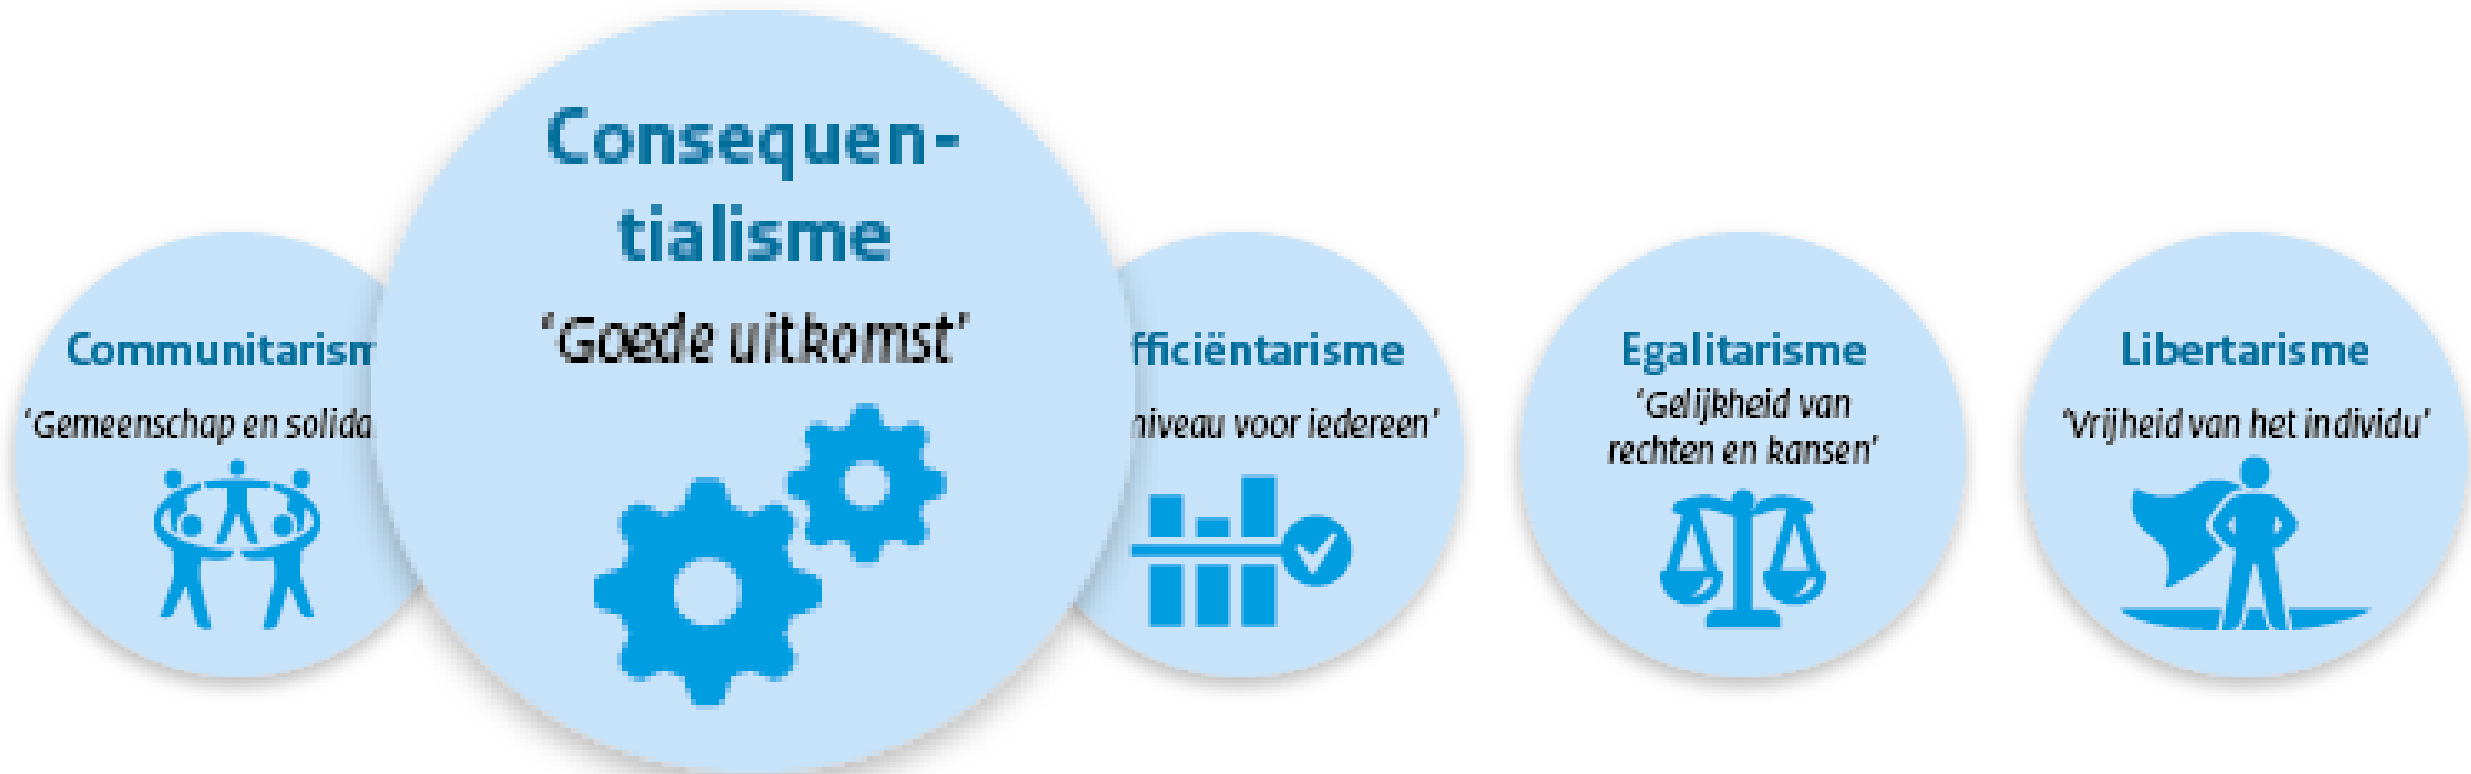 Communitarism
'Gemeenschap en solida
Consequen-
tialisme
'Goede uitkomst'
fficiëntarisme
niveau voor iedereen'
Egalitarisme
'Gelijkheid van
rechten en kansen'
Libertarisme
'Vrijheid van het individu'